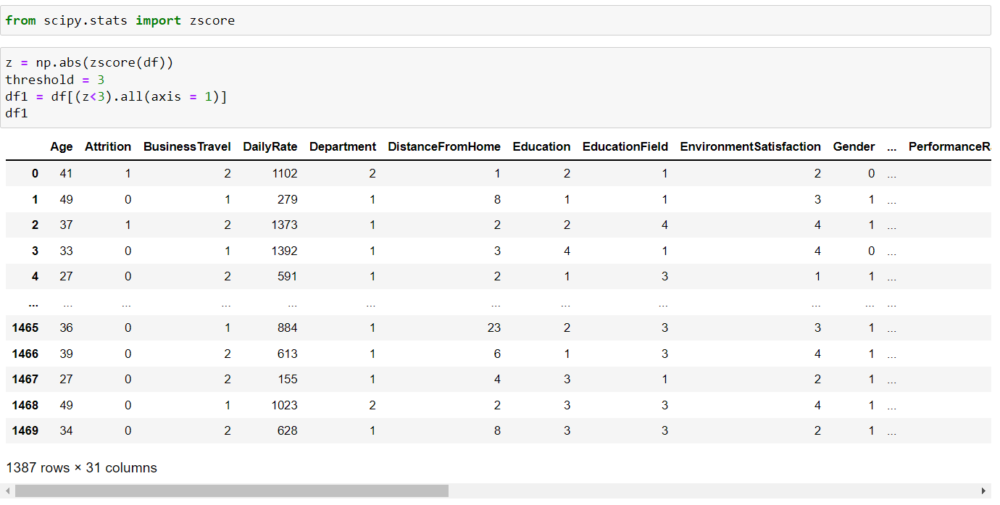 from scipy.stats import zscore
z = np.abs(zscore(df))
threshold = 3
df1 = df[(z<3).all(axis = 1)]
df1
Age Attrition BusinessTravel DailyRate Department DistanceFromHome Education EducationField EnvironmentSatisfaction Gender ... PerformanceR
0 41 1 2 1102 2 1 2 1 2 0 ...
1 49 0 1 279 1 8 1 1 3 1 ...
2 37 1 2 1373 1 2 2 4 4 1 ...
3 33 0 1 1392 1 3 4 1 4 0 ...
4 27 0 2 591 1 2 1 3 1 1 ...
... ... ... ... ... ... ... ... ... ... ... ...
1465 36 0 1 884 1 23 2 3 3 1 ...
1466 39 0 2 613 1 6 1 3 4 1 ...
1467 27 0 2 155 1 4 3 1 2 1 ...
1468 49 0 1 1023 2 2 3 3 4 1 ...
1469 34 0 2 628 1 8 3 3 2 1 ...
1387 rows × 31 columns